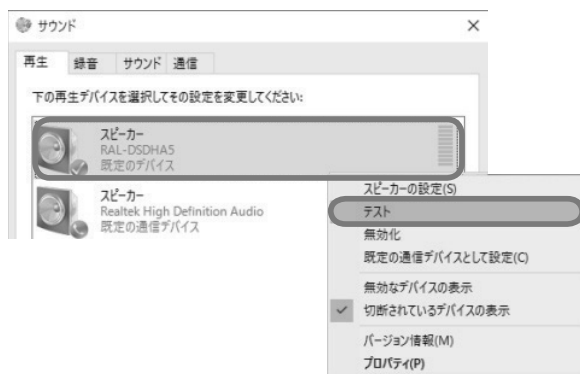 サウンド
再生 録音 サウンド 通信
下の再生デバイスを選択してその設定を変更してください:
スピーカー
RAL-DSDHA5
既定のデバイス
スピーカー
Realtek High Definition Audio
既定の通信デバイス
スピーカーの設定(S)
テスト
無効化
既定の通信デバイスとして設定(C)
無効なデバイスの表示
切断されているデバイスの表示
バージョン情報(M)
プロパティ(P)